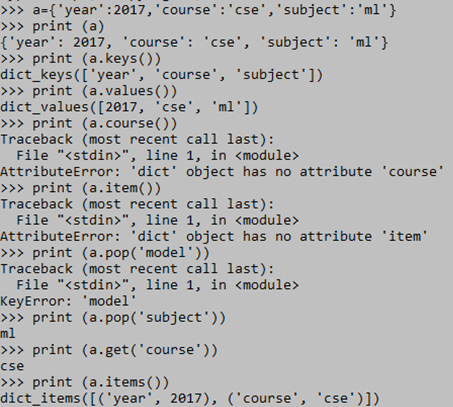 >>> a={'year':2017,'course':'cse','subject':'ml'}
>>> print (a)
{'year': 2017, 'course': 'cse', 'subject': 'ml'}
>>> print (a.keys())
dict_keys(['year', 'course', 'subject'])
>>> print (a.values())
dict_values([2017, 'cse', 'ml'])
>>> print (a.course())
Traceback (most recent call last):
  File "<stdin>", line 1, in <module>
AttributeError: 'dict' object has no attribute 'course'
>>> print (a.item())
Traceback (most recent call last):
  File "<stdin>", line 1, in <module>
AttributeError: 'dict' object has no attribute 'item'
>>> print (a.pop('model'))
Traceback (most recent call last):
  File "<stdin>", line 1, in <module>
KeyError: 'model'
>>> print (a.pop('subject'))
ml
>>> print (a.get('course'))
cse
>>> print (a.items())
dict_items([('year', 2017), ('course', 'cse')])